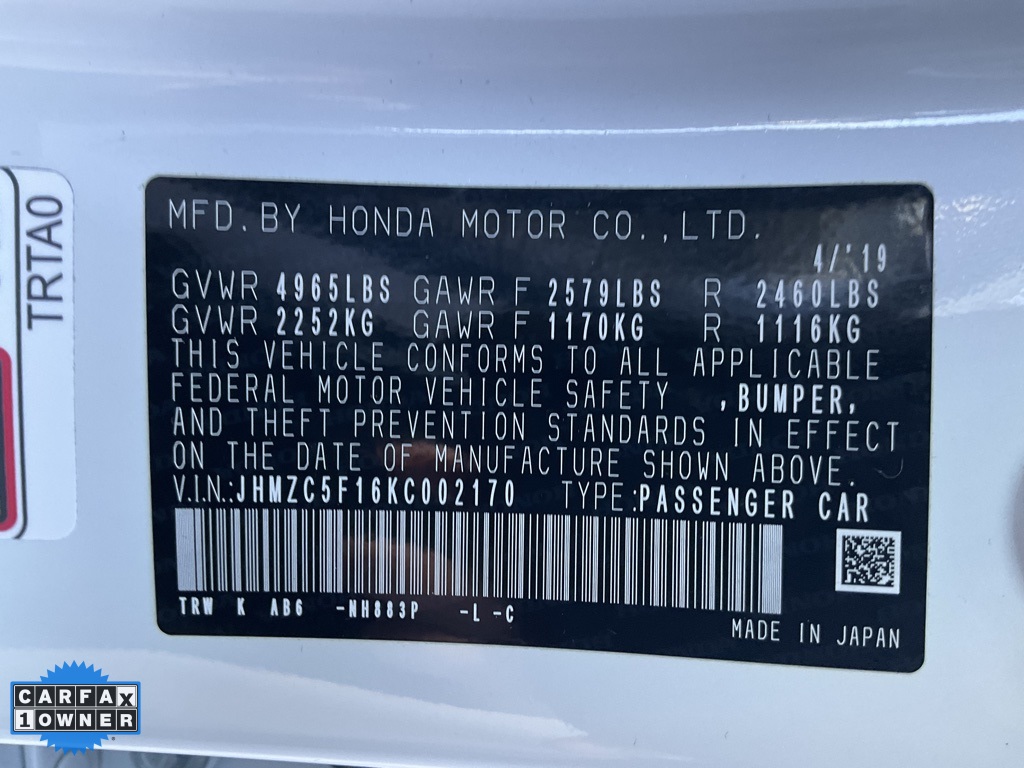 MFD. BY HONDA MOTOR CO., LTD.
4/'19
GVWR 4965LBS GAWR F 2579LBS R 2460LBS
GVWR 2252KG GAWR F 1170KG R 1116KG
THIS VEHICLE CONFORMS TO ALL APPLICABLE
FEDERAL MOTOR VEHICLE SAFETY , BUMPER,
AND THEFT PREVENTION STANDARDS IN EFFECT
ON THE DATE OF MANUFACTURE SHOWN ABOVE.
V.I.N.:JHMZC5F16KC002170 TYPE:PASSENGER CAR
TRW K AB6 -NH883P -L -C
MADE IN JAPAN
TRTA0
CARFAX
1 OWNER